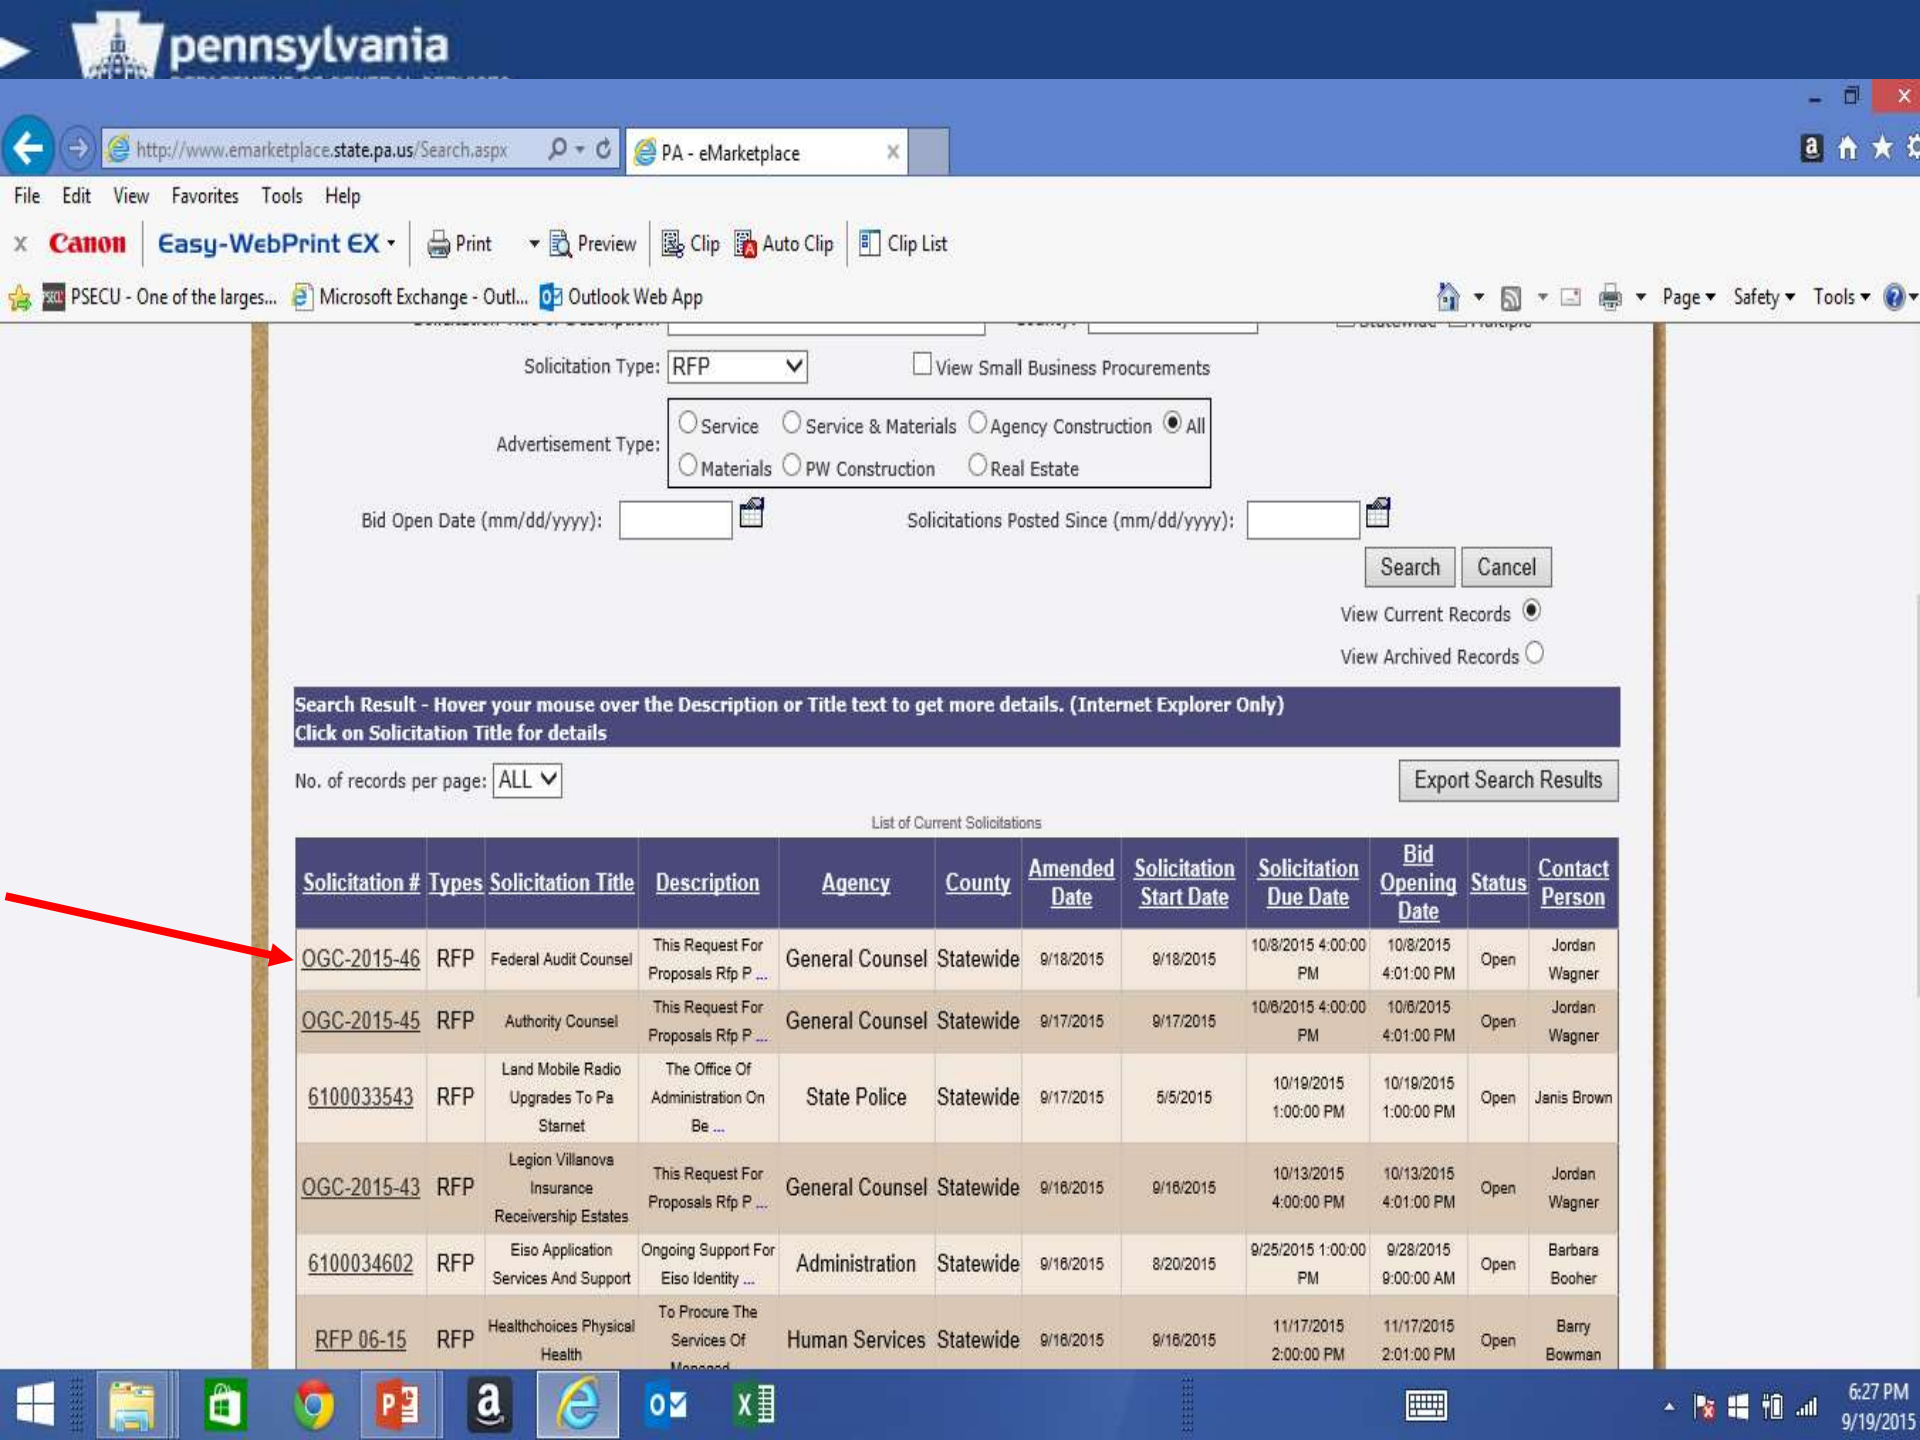 pennsylvania
http://www.emarketplace.state.pa.us/Search.aspx
PA - eMarketplace
File Edit View Favorites Tools Help
x Canon Easy-WebPrint EX Print Preview Clip Auto Clip Clip List
PSECU - One of the larges... Microsoft Exchange - Outl... Outlook Web App Page Safety Tools
Solicitation Type: RFP View Small Business Procurements
Advertisement Type: Service Service & Materials Agency Construction All
Materials PW Construction Real Estate
Bid Open Date (mm/dd/yyyy): Solicitations Posted Since (mm/dd/yyyy):
Search Cancel
View Current Records
View Archived Records
Search Result - Hover your mouse over the Description or Title text to get more details. (Internet Explorer Only)
Click on Solicitation Title for details
No. of records per page: ALL Export Search Results
List of Current Solicitations
Solicitation # Types Solicitation Title Description Agency County Amended Date Solicitation Start Date Solicitation Due Date Bid Opening Date Status Contact Person
OGC-2015-46 RFP Federal Audit Counsel This Request For Proposals Rfp P ... General Counsel Statewide 9/18/2015 9/18/2015 10/8/2015 4:00:00 PM 10/8/2015 4:01:00 PM Open Jordan Wagner
OGC-2015-45 RFP Authority Counsel This Request For Proposals Rfp P ... General Counsel Statewide 9/17/2015 9/17/2015 10/6/2015 4:00:00 PM 10/6/2015 4:01:00 PM Open Jordan Wagner
6100033543 RFP Land Mobile Radio Upgrades To Pa Starnet The Office Of Administration On Be ... State Police Statewide 9/17/2015 5/5/2015 10/19/2015 1:00:00 PM 10/19/2015 1:00:00 PM Open Janis Brown
OGC-2015-43 RFP Legion Villanova Insurance Receivership Estates This Request For Proposals Rfp P ... General Counsel Statewide 9/16/2015 9/16/2015 10/13/2015 4:00:00 PM 10/13/2015 4:01:00 PM Open Jordan Wagner
6100034602 RFP Eiso Application Services And Support Ongoing Support For Eiso Identity ... Administration Statewide 9/16/2015 8/20/2015 9/25/2015 1:00:00 PM 9/28/2015 9:00:00 AM Open Barbara Booher
RFP 06-15 RFP Healthchoices Physical Health To Procure The Services Of Human Services Statewide 9/16/2015 9/16/2015 11/17/2015 2:00:00 PM 11/17/2015 2:01:00 PM Open Barry Bowman
6:27 PM
9/19/2015